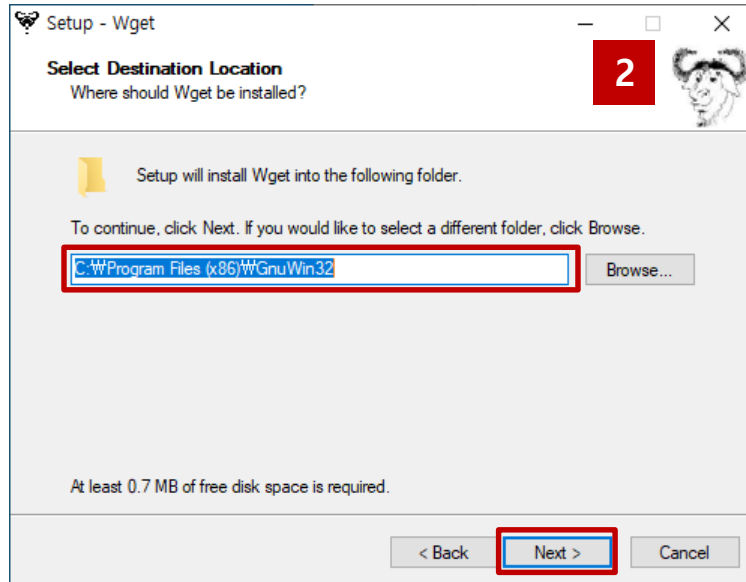 Setup - Wget
Select Destination Location
Where should Wget be installed?
2
Setup will install Wget into the following folder.
To continue, click Next. If you would like to select a different folder, click Browse.
C:₩Program Files (x86)₩GnuWin32
Browse...
At least 0.7 MB of free disk space is required.
< Back
Next >
Cancel